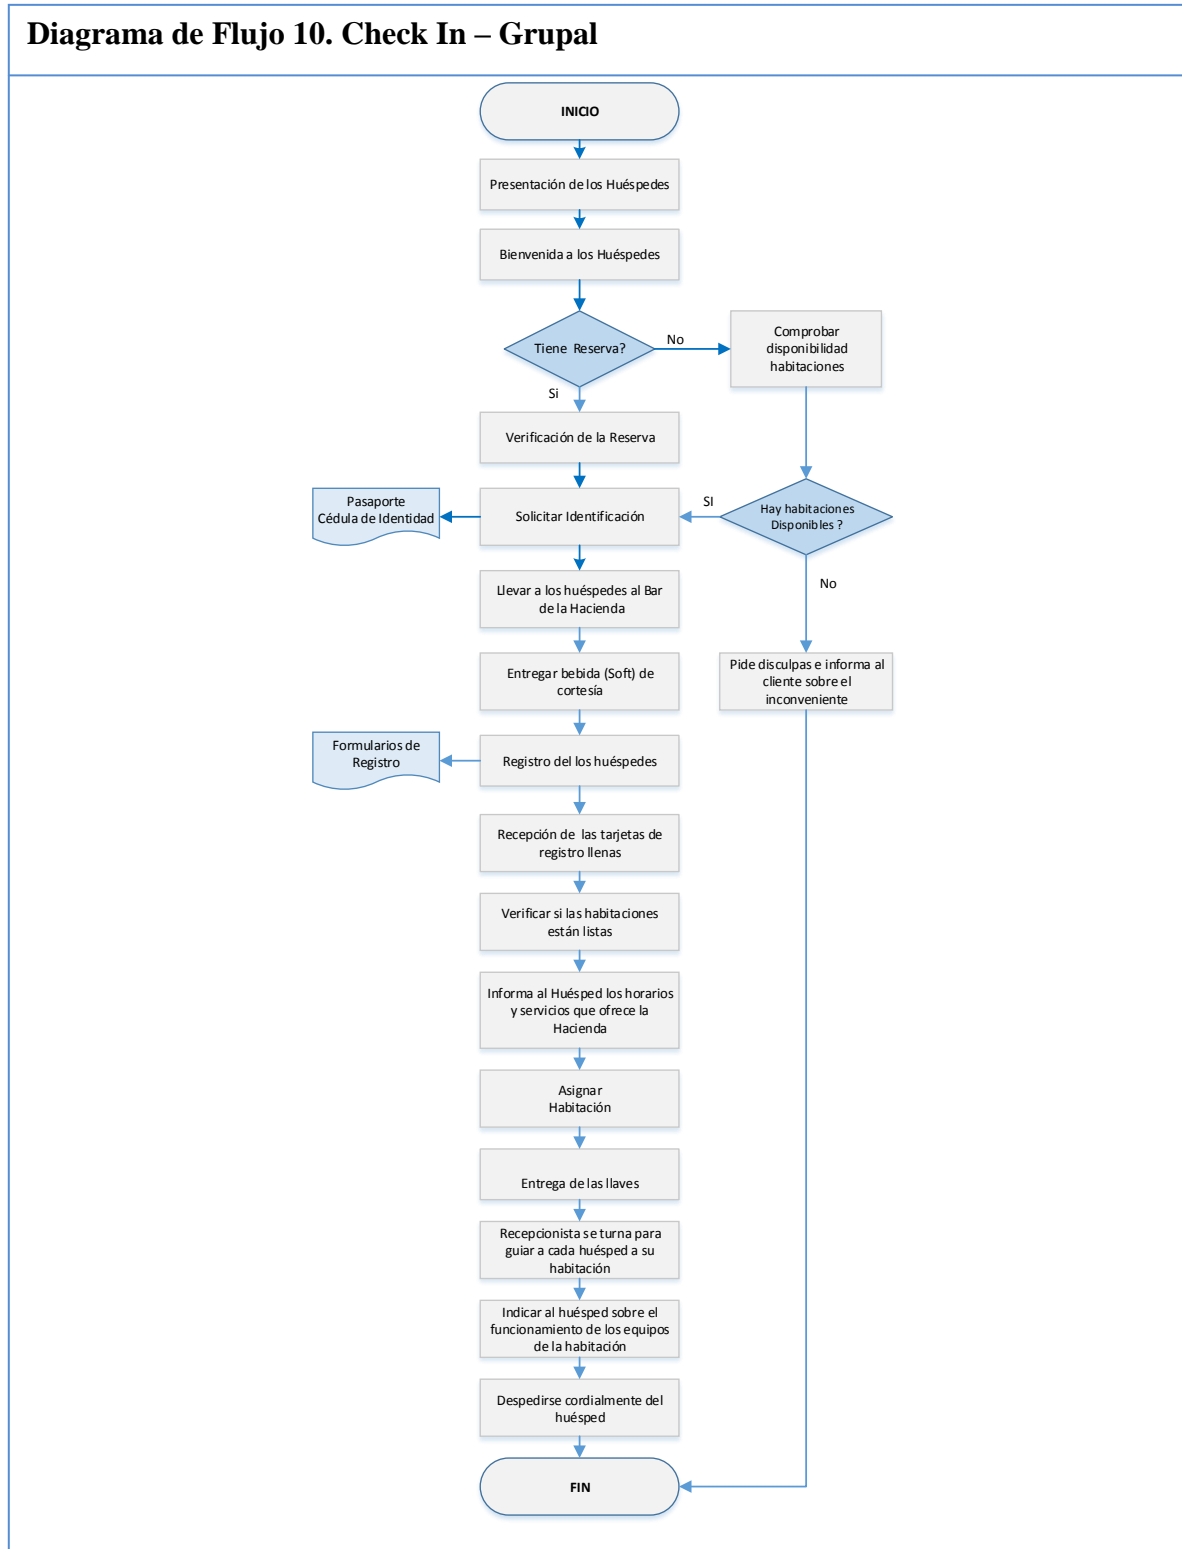 Diagrama de Flujo 10. Check In – Grupal
INICIO
Presentación de los Huéspedes
Bienvenida a los Huéspedes
Tiene Reserva?
No
Comprobar
disponibilidad
habitaciones
Si
Verificación de la Reserva
Pasaporte
Cédula de Identidad
Solicitar Identificación
SI
Hay habitaciones
Disponibles ?
No
Llevar a los huéspedes al Bar
de la Hacienda
Entregar bebida (Soft) de
cortesía
Pide disculpas e informa al
cliente sobre el
inconveniente
Formularios de
Registro
Registro del los huéspedes
Recepción de las tarjetas de
registro llenas
Verificar si las habitaciones
están listas
Informa al Huésped los horarios
y servicios que ofrece la
Hacienda
Asignar
Habitación
Entrega de las llaves
Recepcionista se turna para
guiar a cada huésped a su
habitación
Indicar al huésped sobre el
funcionamiento de los equipos
de la habitación
Despedirse cordialmente del
huésped
FIN